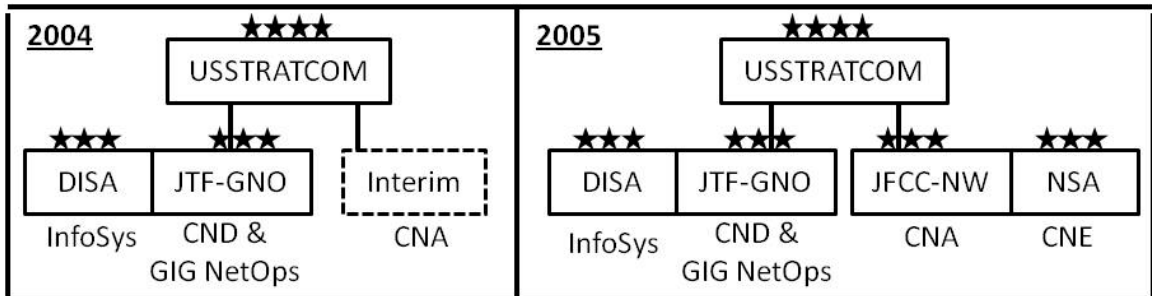 2004
★★★★
USSTRATCOM
★★★ ★★★
DISA JTF-GNO Interim
InfoSys CND & CNA
GIG NetOps
2005
★★★★
USSTRATCOM
★★★ ★★★ ★★★ ★★★
DISA JTF-GNO JFCC-NW NSA
InfoSys CND & CNA CNE
GIG NetOps